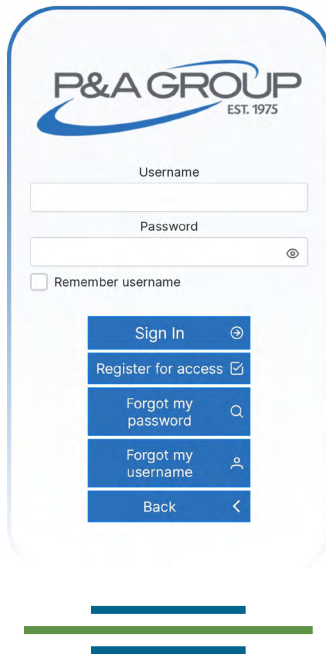 P&A GROUP
EST. 1975
Username
Password
Remember username
Sign In
Register for access
Forgot my
password
Forgot my
username
Back